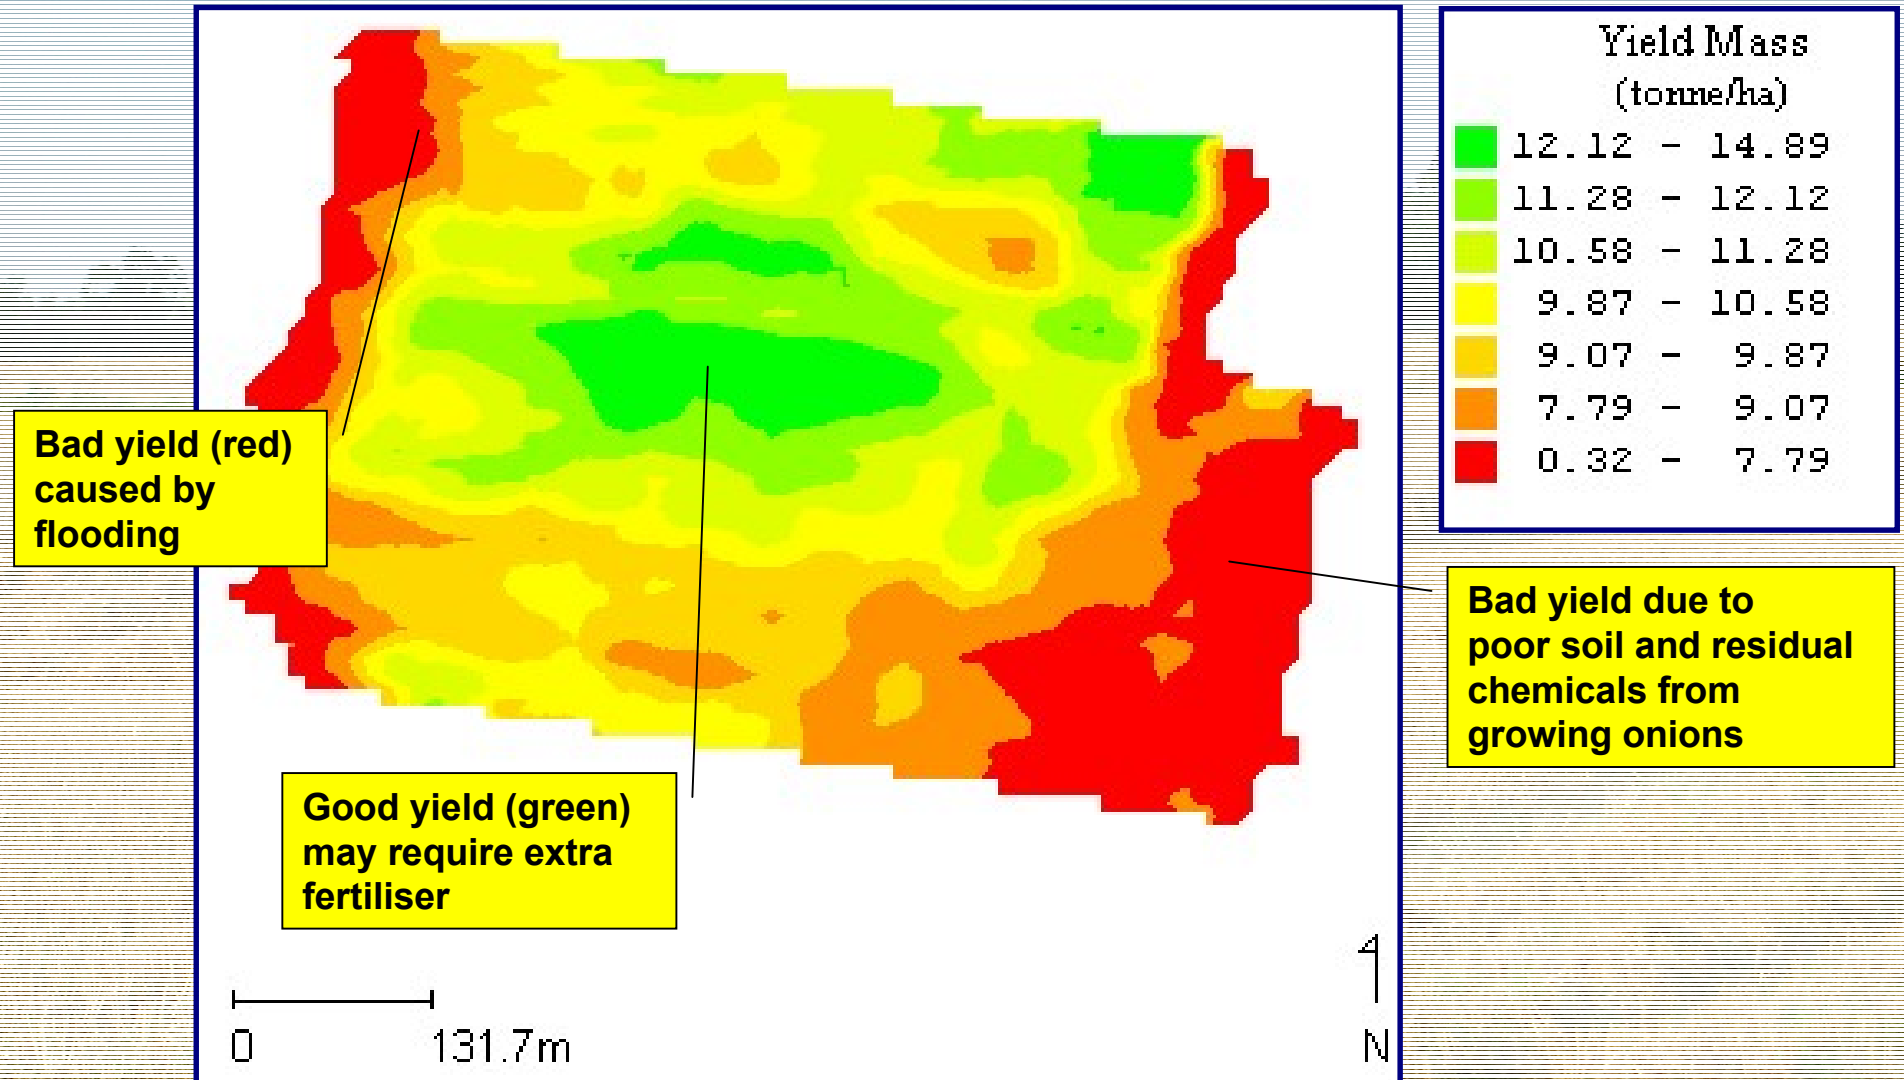 Yield Mass
(tonne/ha)
12.12 - 14.89
11.28 - 12.12
10.58 - 11.28
9.87 - 10.58
9.07 - 9.87
7.79 - 9.07
0.32 - 7.79
Bad yield (red)
caused by
flooding
Bad yield due to
poor soil and residual
chemicals from
growing onions
Good yield (green)
may require extra
fertiliser
0 131.7m
N